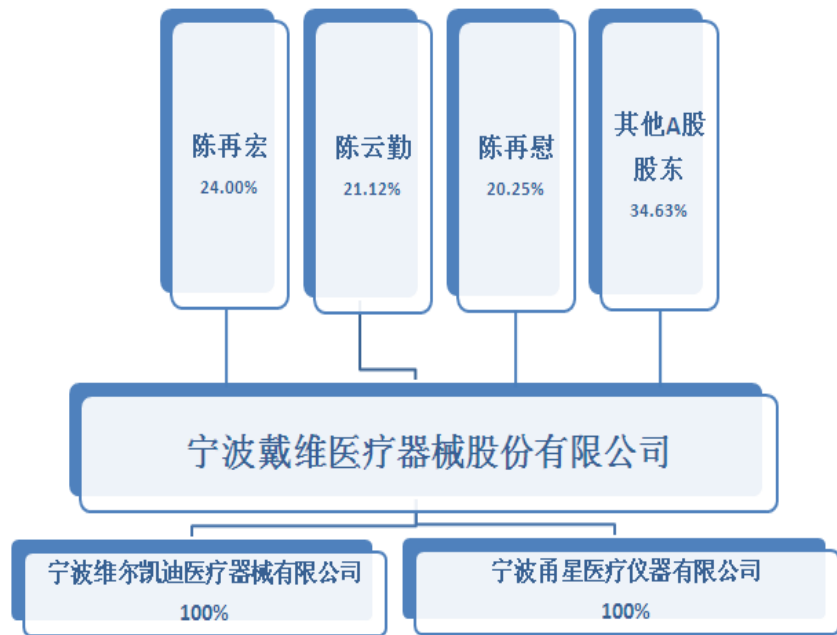 陈再宏
24.00%
陈云勤
21.12%
陈再慰
20.25%
其他A股
股东
34.63%
宁波戴维医疗器械股份有限公司
宁波维尔凯迪医疗器械有限公司
100%
宁波甬星医疗仪器有限公司
100%